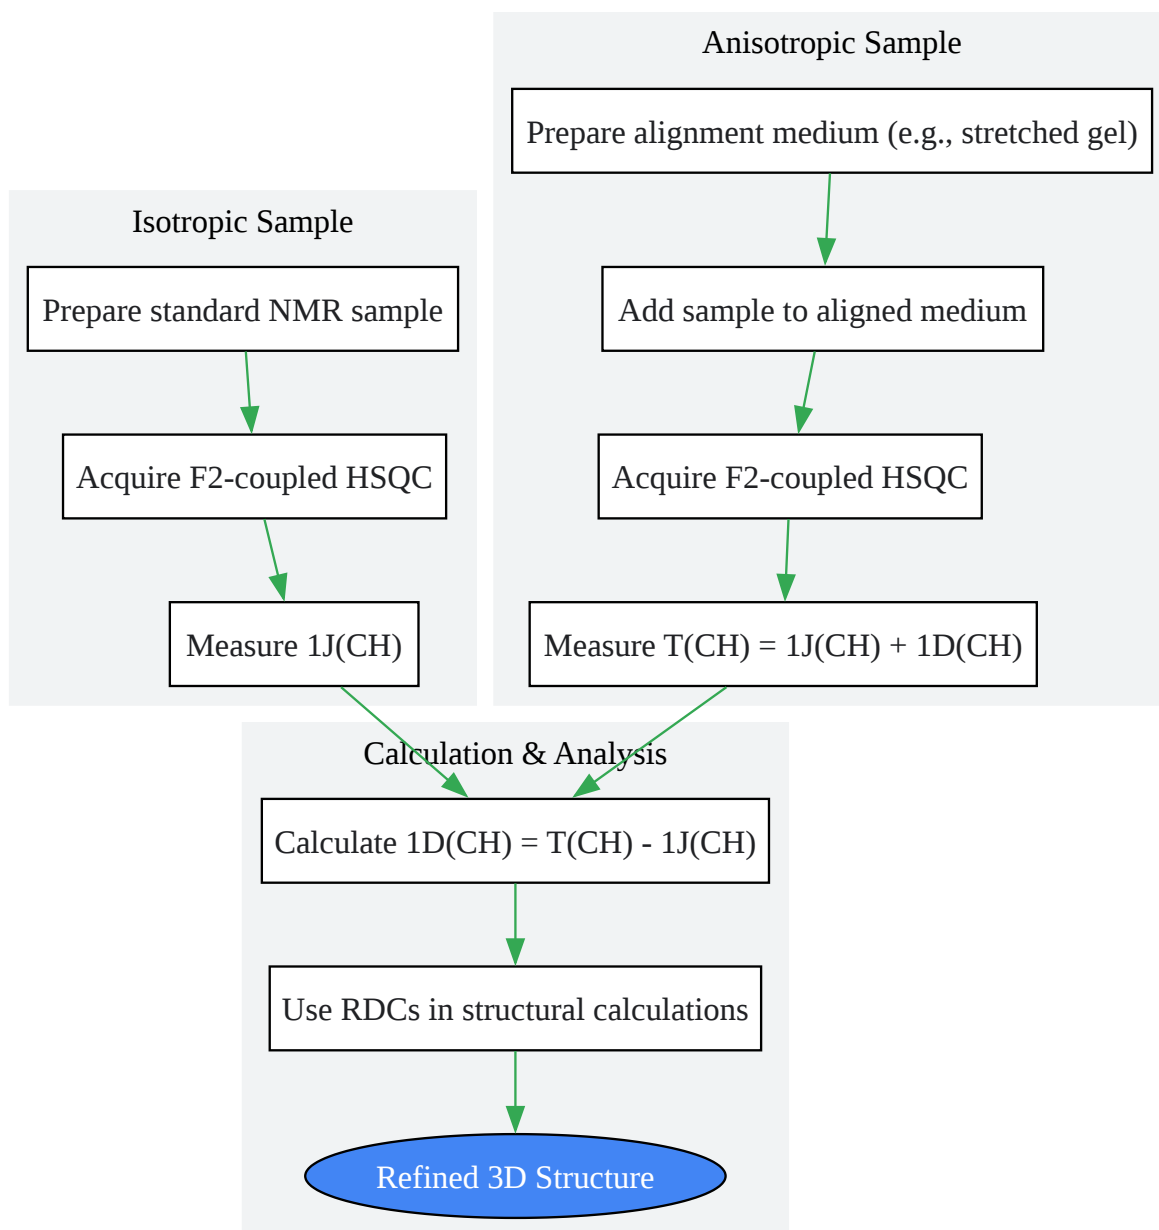 Anisotropic Sample
Prepare alignment medium (e.g., stretched gel)
Add sample to aligned medium
Acquire F2-coupled HSQC
Measure T(CH) = 1J(CH) + 1D(CH)
Isotropic Sample
Prepare standard NMR sample
Acquire F2-coupled HSQC
Measure 1J(CH)
Calculation & Analysis
Calculate 1D(CH) = T(CH) - 1J(CH)
Use RDCs in structural calculations
Refined 3D Structure